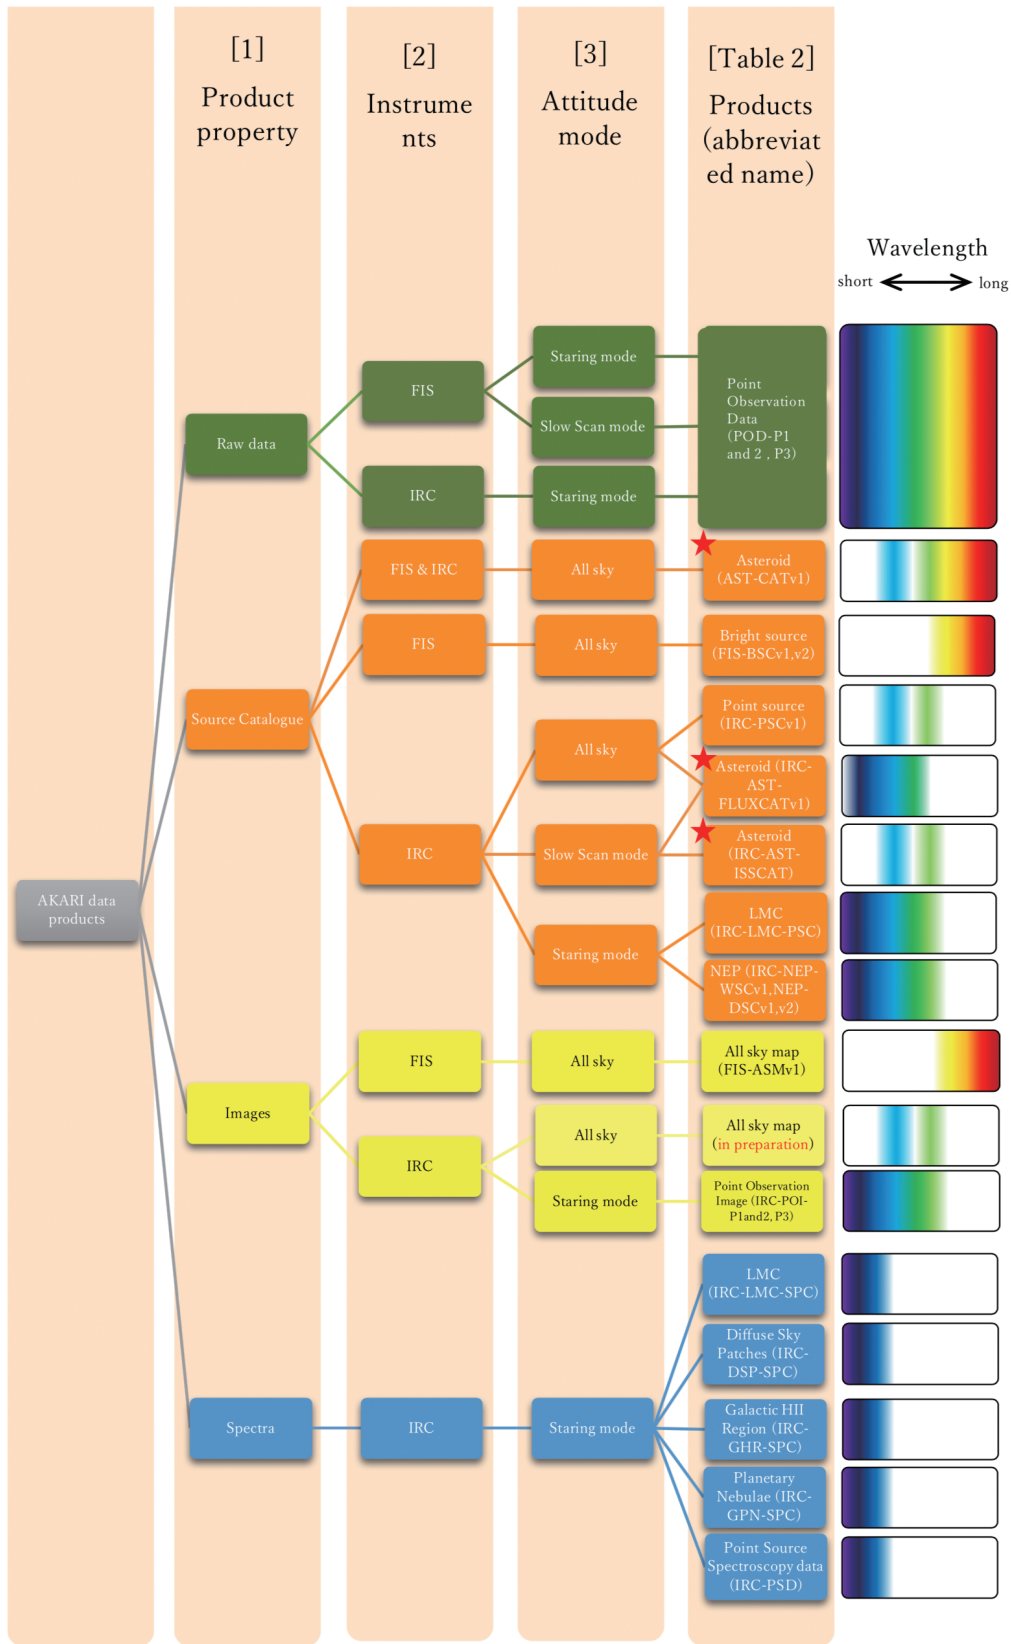 [1]
Product
property
[2]
Instrume
nts
[3]
Attitude
mode
[Table 2]
Products
(abbreviat
ed name)
Wavelength
short
long
AKARI data
products
Raw data
FIS
Staring mode
Slow Scan mode
IRC
Staring mode
Point
Observation
Data
(POD-P1
and 2 , P3)
Source Catalogue
FIS & IRC
All sky
Asteroid
(AST-CATv1)
FIS
All sky
Bright source
(FIS-BSCv1,v2)
IRC
All sky
Point source
(IRC-PSCv1)
Asteroid (IRC-
AST-
FLUXCATv1)
Slow Scan mode
Asteroid
(IRC-AST-
ISSCAT)
Staring mode
LMC
(IRC-LMC-PSC)
NEP (IRC-NEP-
WSCv1,NEP-
DSCv1,v2)
Images
FIS
All sky
All sky map
(FIS-ASMv1)
IRC
All sky
All sky map
(in preparation)
Staring mode
Point Observation
Image (IRC-POI-
P1and2, P3)
Spectra
IRC
Staring mode
LMC
(IRC-LMC-SPC)
Diffuse Sky
Patches (IRC-
DSP-SPC)
Galactic HII
Region (IRC-
GHR-SPC)
Planetary
Nebulae (IRC-
GPN-SPC)
Point Source
Spectroscopy data
(IRC-PSD)